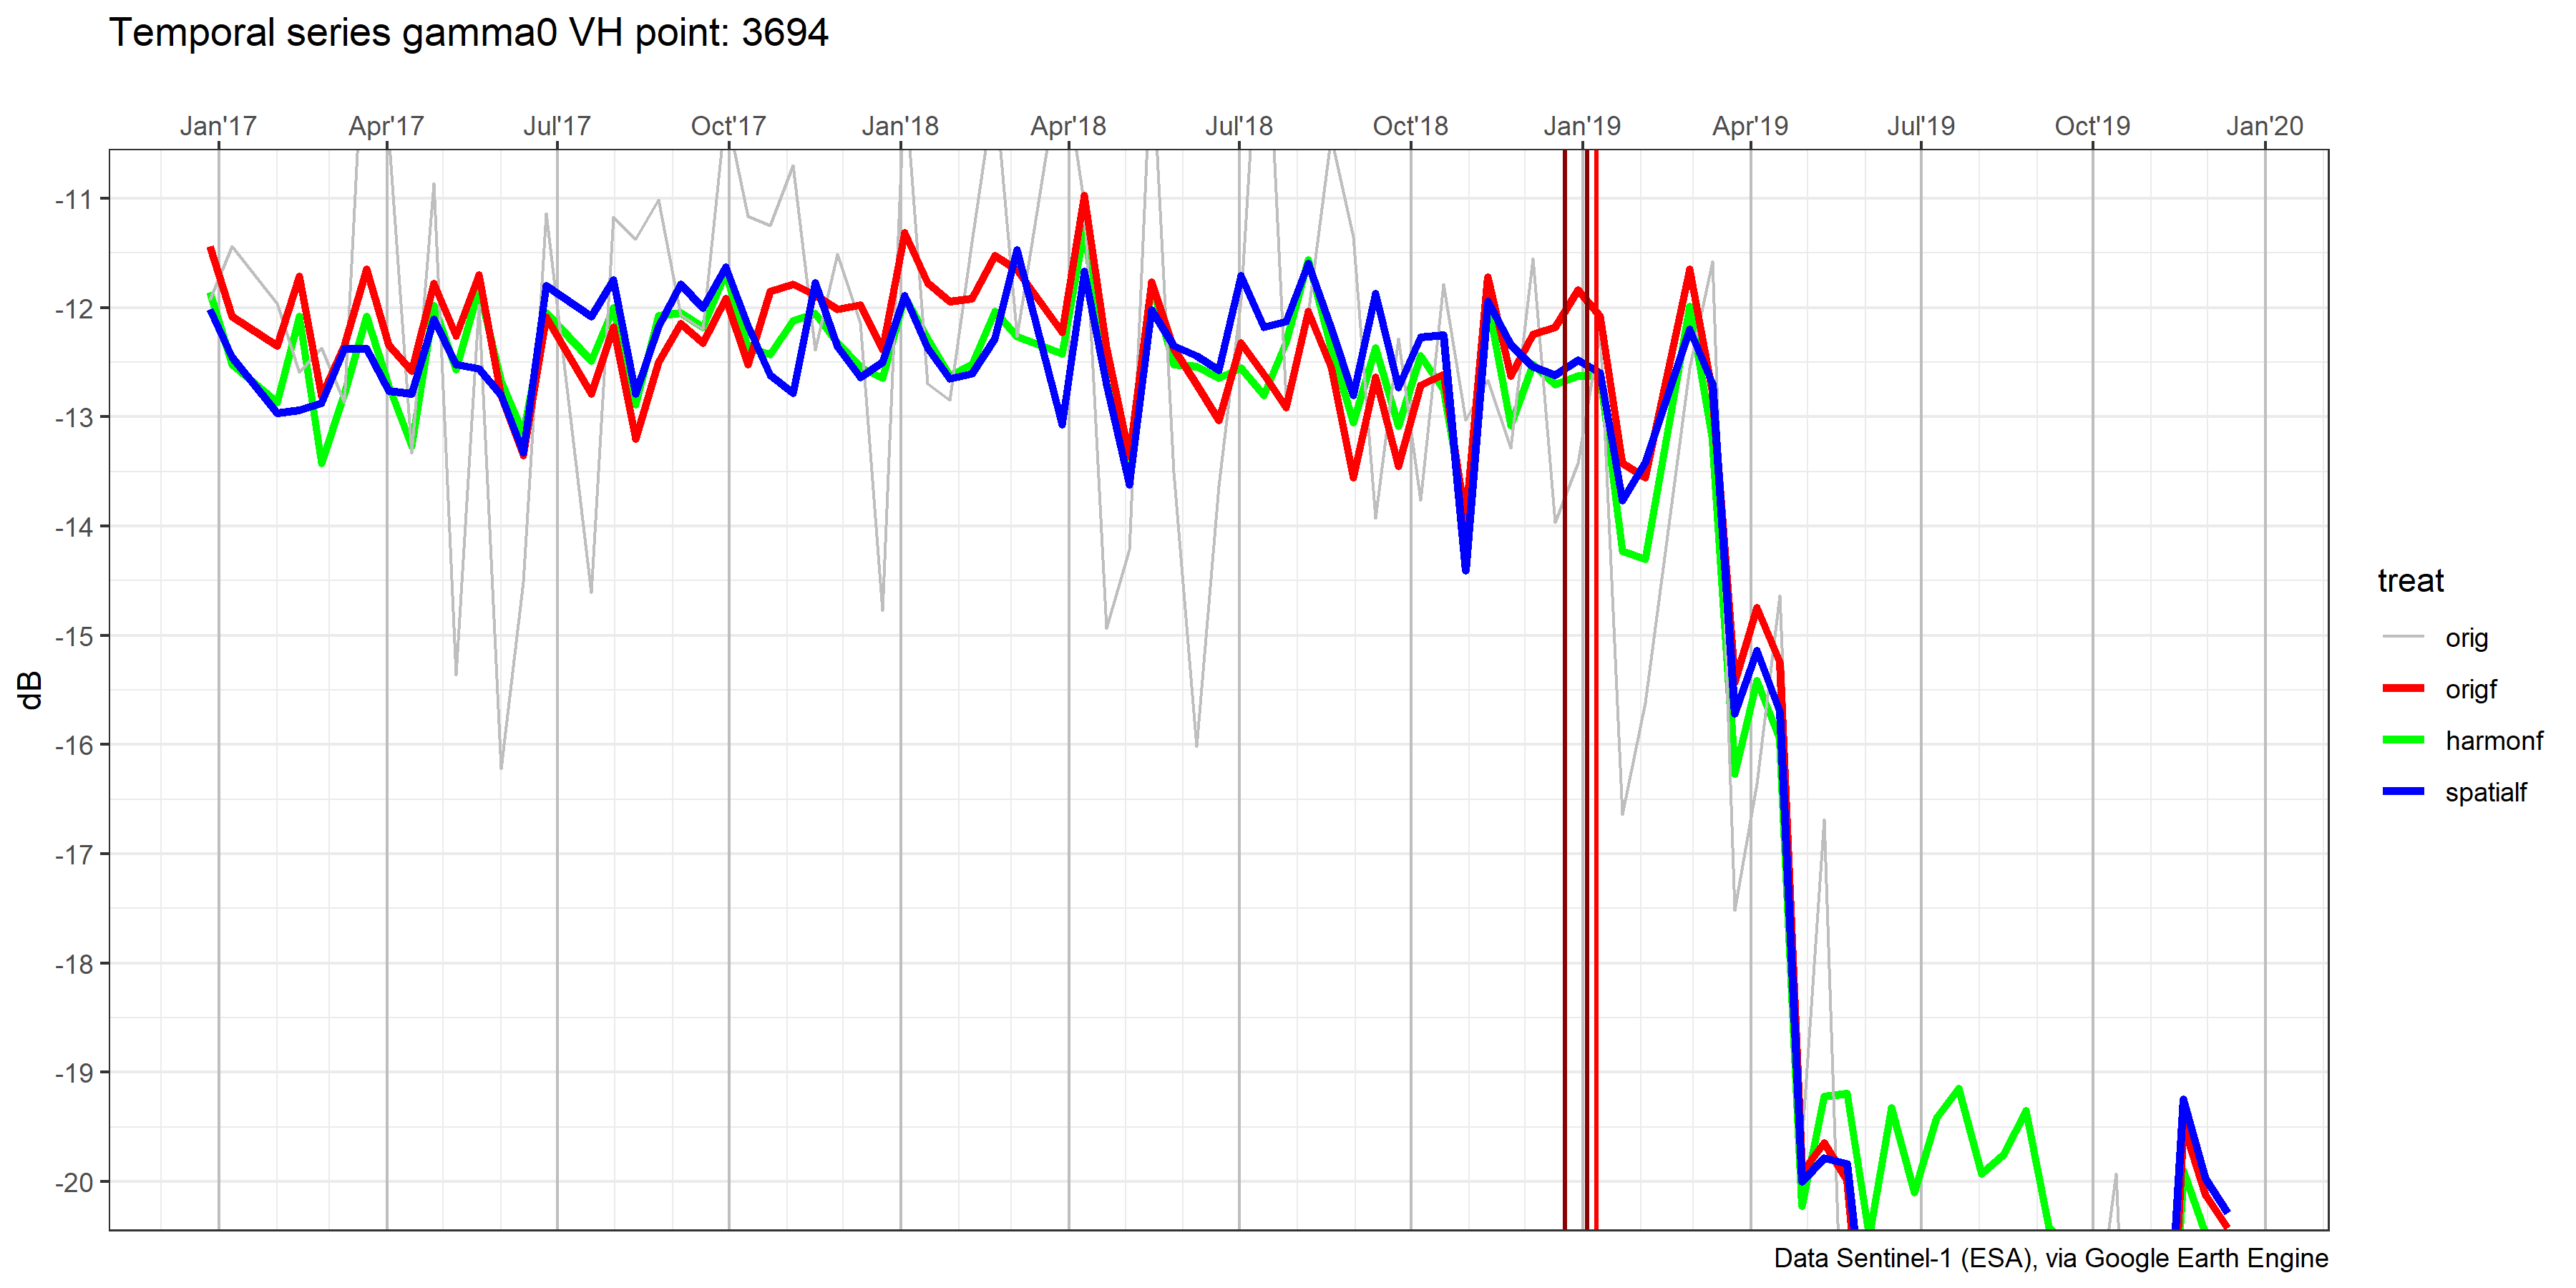 Temporal series gamma0 VH point: 3694
Jan'17 Apr'17 Jul'17 Oct'17 Jan'18 Apr'18 Jul'18 Oct'18 Jan'19 Apr'19 Jul'19 Oct'19 Jan'20
-11
-12
-13
-14
-15
-16
-17
-18
-19
-20
dB
treat
orig
origf
harmonf
spatialf
Data Sentinel-1 (ESA), via Google Earth Engine